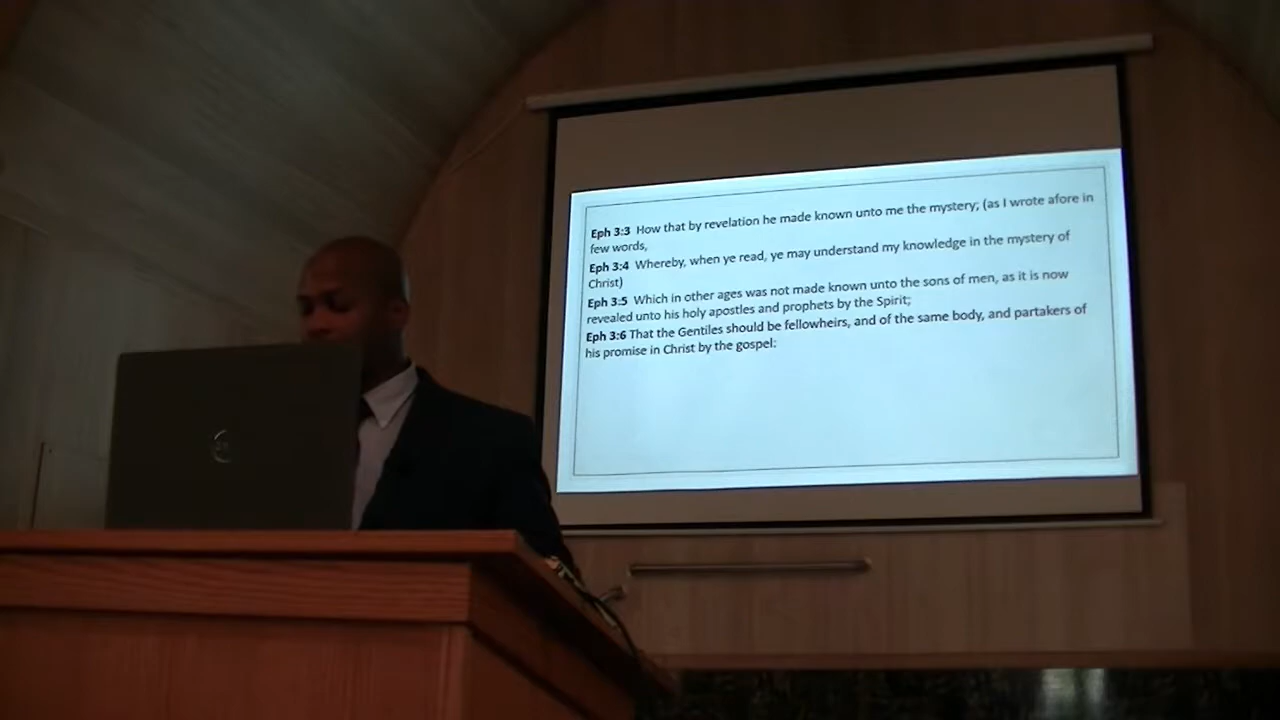 Eph 3:3 How that by revelation he made known unto me the mystery; (as I wrote afore in
few words,
Eph 3:4 Whereby, when ye read, ye may understand my knowledge in the mystery of
Christ)
Eph 3:5 Which in other ages was not made known unto the sons of men, as it is now
revealed unto his holy apostles and prophets by the Spirit;
Eph 3:6 That the Gentiles should be fellowheirs, and of the same body, and partakers of
his promise in Christ by the gospel: